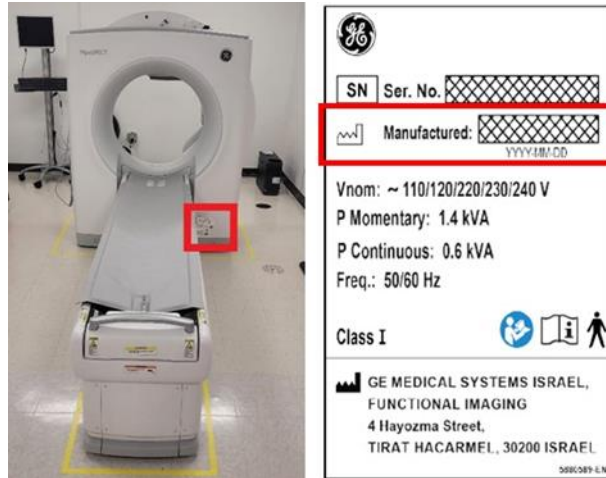 GE
SN Ser. No.
Manufactured:
YYYY-MM-DD
Vnom: ~ 110/120/220/230/240 V
P Momentary: 1.4 kVA
P Continuous: 0.6 kVA
Freq.: 50/60 Hz
Class I
GE MEDICAL SYSTEMS ISRAEL,
FUNCTIONAL IMAGING
4 Hayozma Street,
TIRAT HACARMEL, 30200 ISRAEL